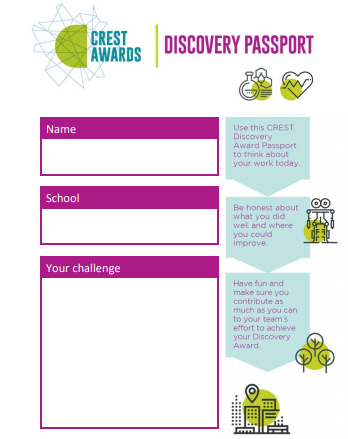 CREST
AWARDS
DISCOVERY PASSPORT
Name
Use this CREST
Discovery
Award Passport
to think about
your work today.
School
Be honest about
what you did
well and where
you could
improve.
Your challenge
Have fun and
make sure you
contribute as
much as you can
to your team's
effort to achieve
your Discovery
Award.